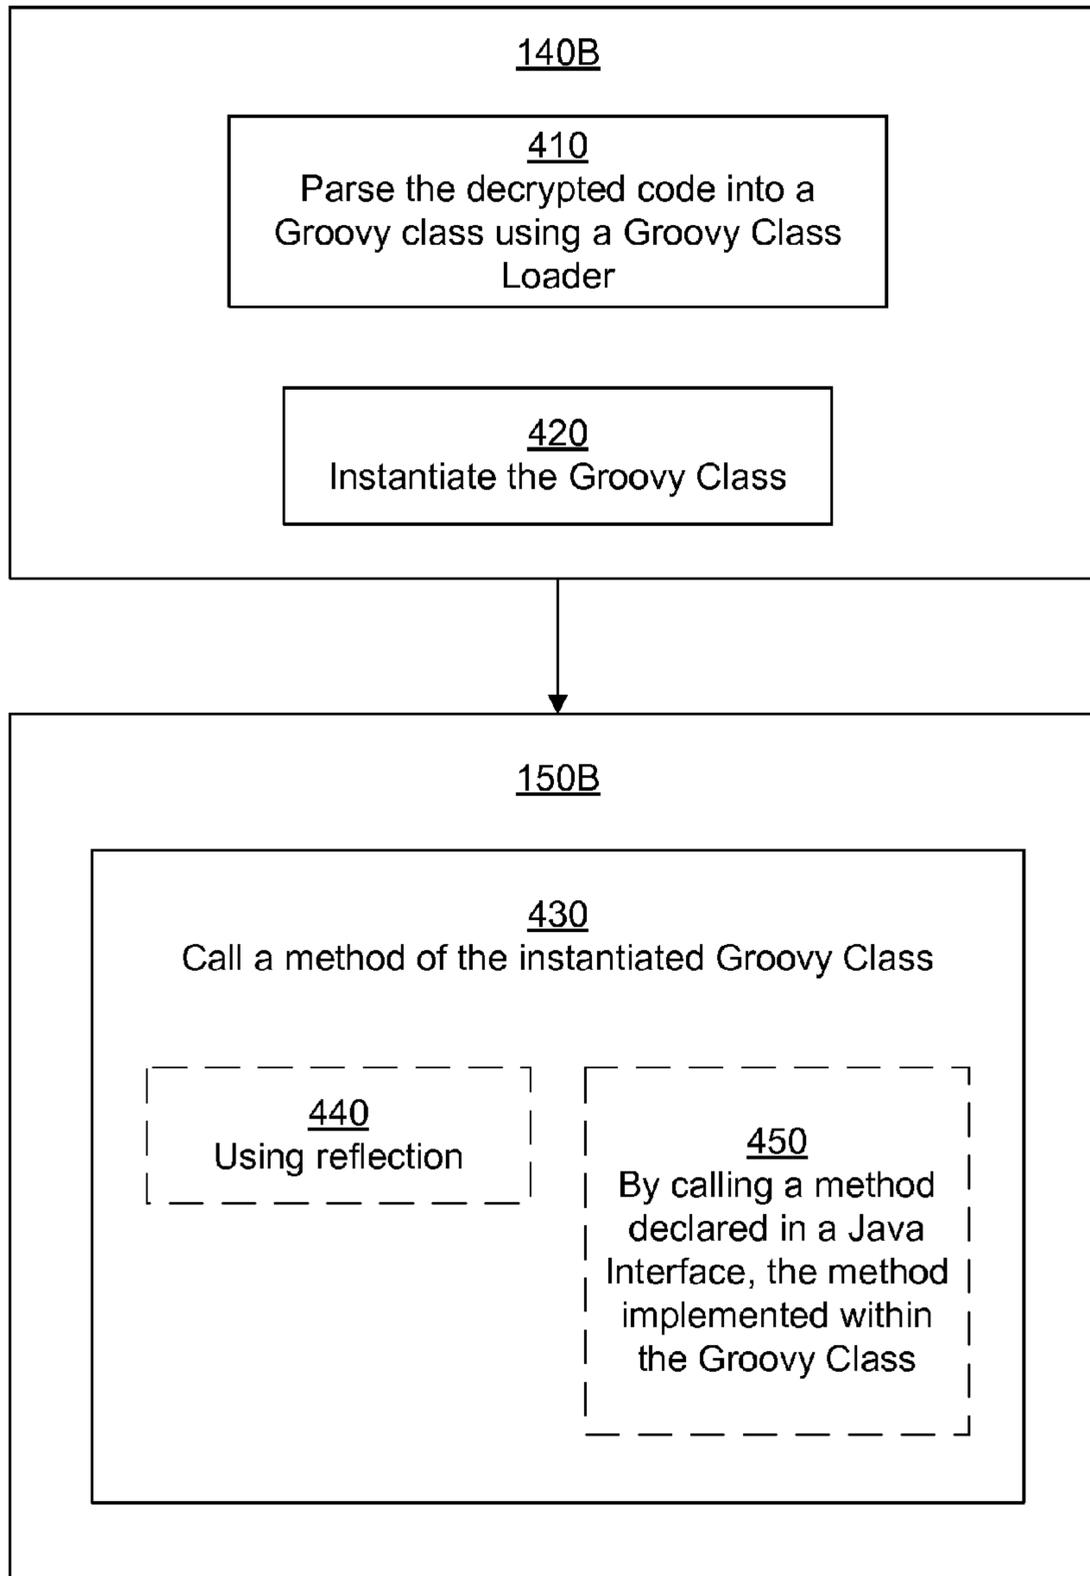 140B
410
Parse the decrypted code into a
Groovy class using a Groovy Class
Loader
420
Instantiate the Groovy Class
150B
430
Call a method of the instantiated Groovy Class
440
Using reflection
450
By calling a method
declared in a Java
Interface, the method
implemented within
the Groovy Class